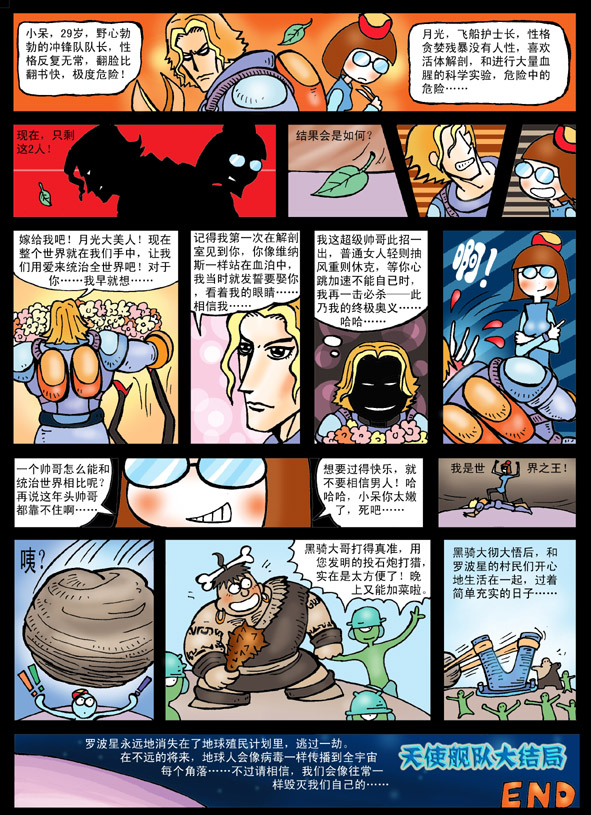 小呆，29岁，野心勃
勃的冲锋队队长，性
格反复无常，翻脸比
翻书快，极度危险！
月光，飞船护士长，性格
贪婪残暴没有人性，喜欢
活体解剖，和进行大量血
腥的科学实验，危险中的
危险……
现在，只剩
这2人！
结果会是如何？
嫁给我吧！月光大美人！现在
整个世界就在我们手中，让我
们用爱来统治全世界吧！对于
你……我早就想……
记得我第一次在解剖
室见到你，你像维纳
斯一样站在血泊中，
我当时就发誓要娶你
，看着我的眼睛……
相信我……
我这超级帅哥此招一
出，普通女人轻则抽
风重则休克，等你心
跳加速不能自已时，
我再一击必杀——此
乃我的终极奥义……
哈哈……
啊！
一个帅哥怎么能和
统治世界相比呢？
再说这年头帅哥
都靠不住啊……
想要过得快乐，就
不要相信男人！哈
哈哈，小呆你太嫩
了，死吧……
我是世界之王！
咦？
黑骑大哥打得真准，用
您发明的投石炮打猎，
实在是太方便了！晚
上又能加菜啦。
黑骑大彻大悟后，和
罗波星的村民们开心
地生活在一起，过着
简单充实的日子……
罗波星永远地消失在了地球殖民计划里，逃过一劫。
在不远的将来，地球人会像病毒一样传播到全宇宙
每个角落……不过请相信，我们会像往常一
样毁灭我们自己的……
天使舰队大结局
END